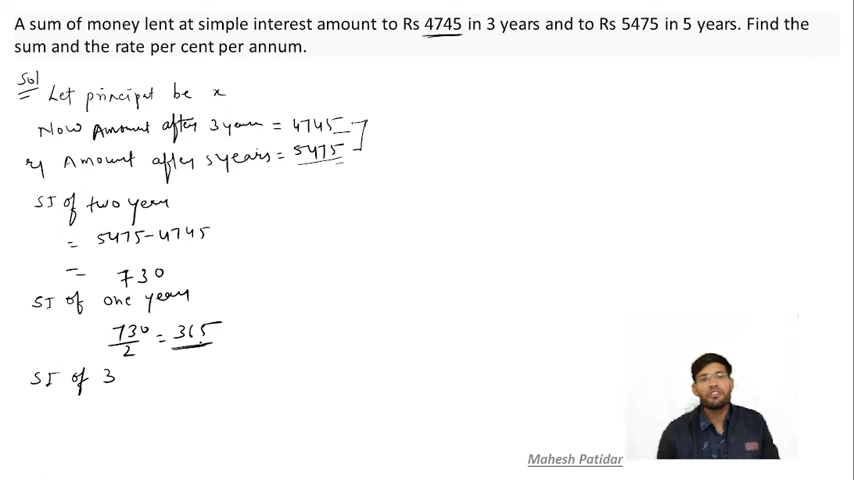 A sum of money lent at simple interest amount to Rs 4745 in 3 years and to Rs 5475 in 5 years. Find the
sum and the rate per cent per annum.
Sol
Let principal be x
Now Amount after 3 years = 4745
Amount after 5 years = 5475
SI of two year
= 5475-4745
= 730
SI of one year
730/2 = 365
SI of 3
Mahesh Patidar